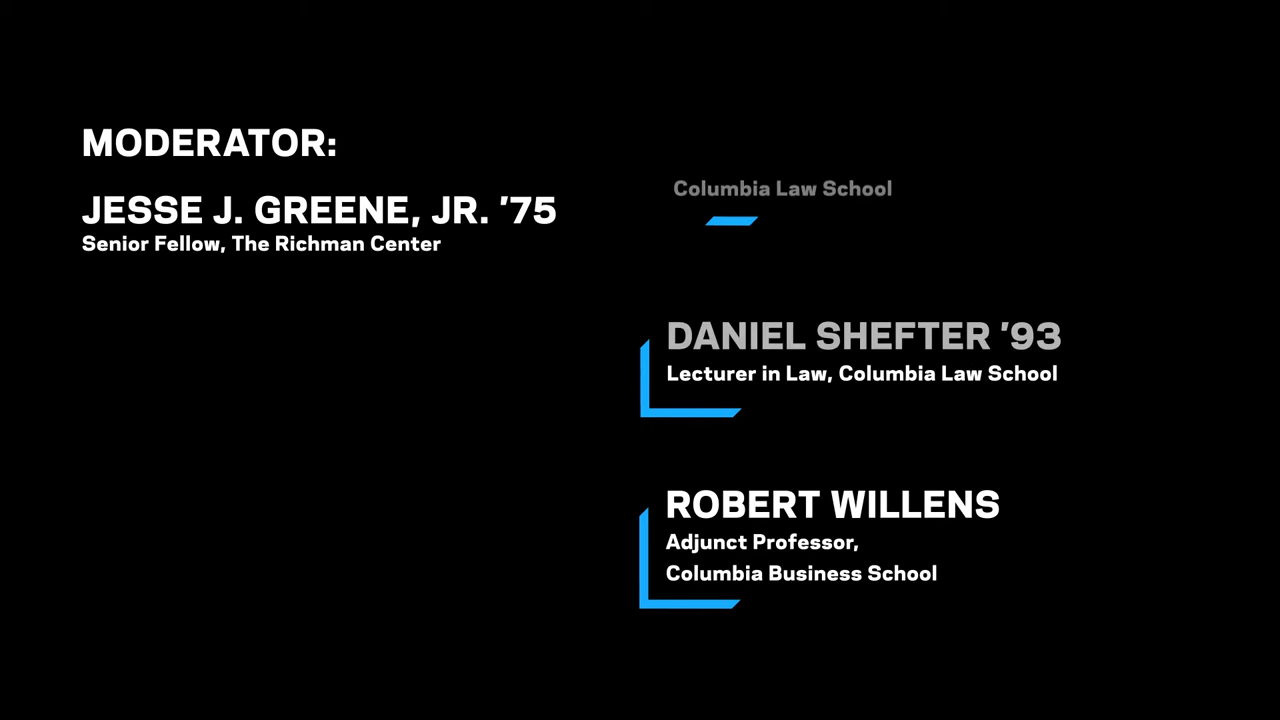 MODERATOR:
JESSE J. GREENE, JR. ’75
Senior Fellow, The Richman Center
Columbia Law School
DANIEL SHEFTER ’93
Lecturer in Law, Columbia Law School
ROBERT WILLENS
Adjunct Professor,
Columbia Business School